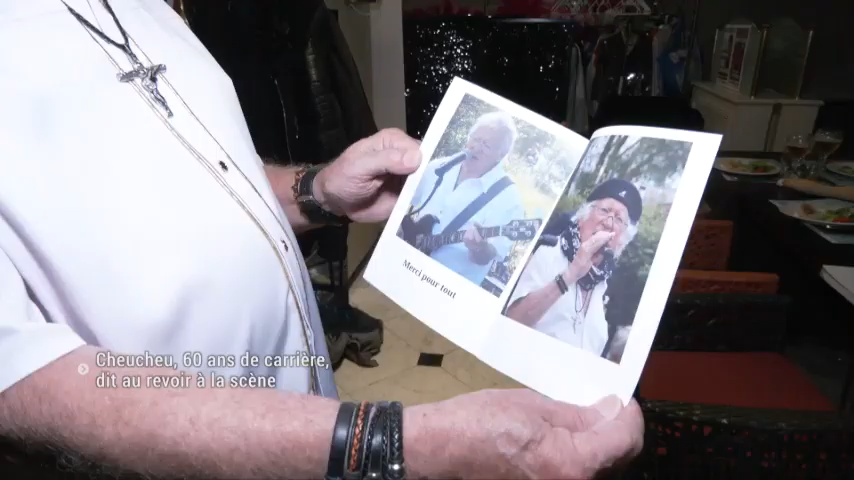 Merci pour tout
Cheucheu, 60 ans de carrière,
dit au revoir à la scène